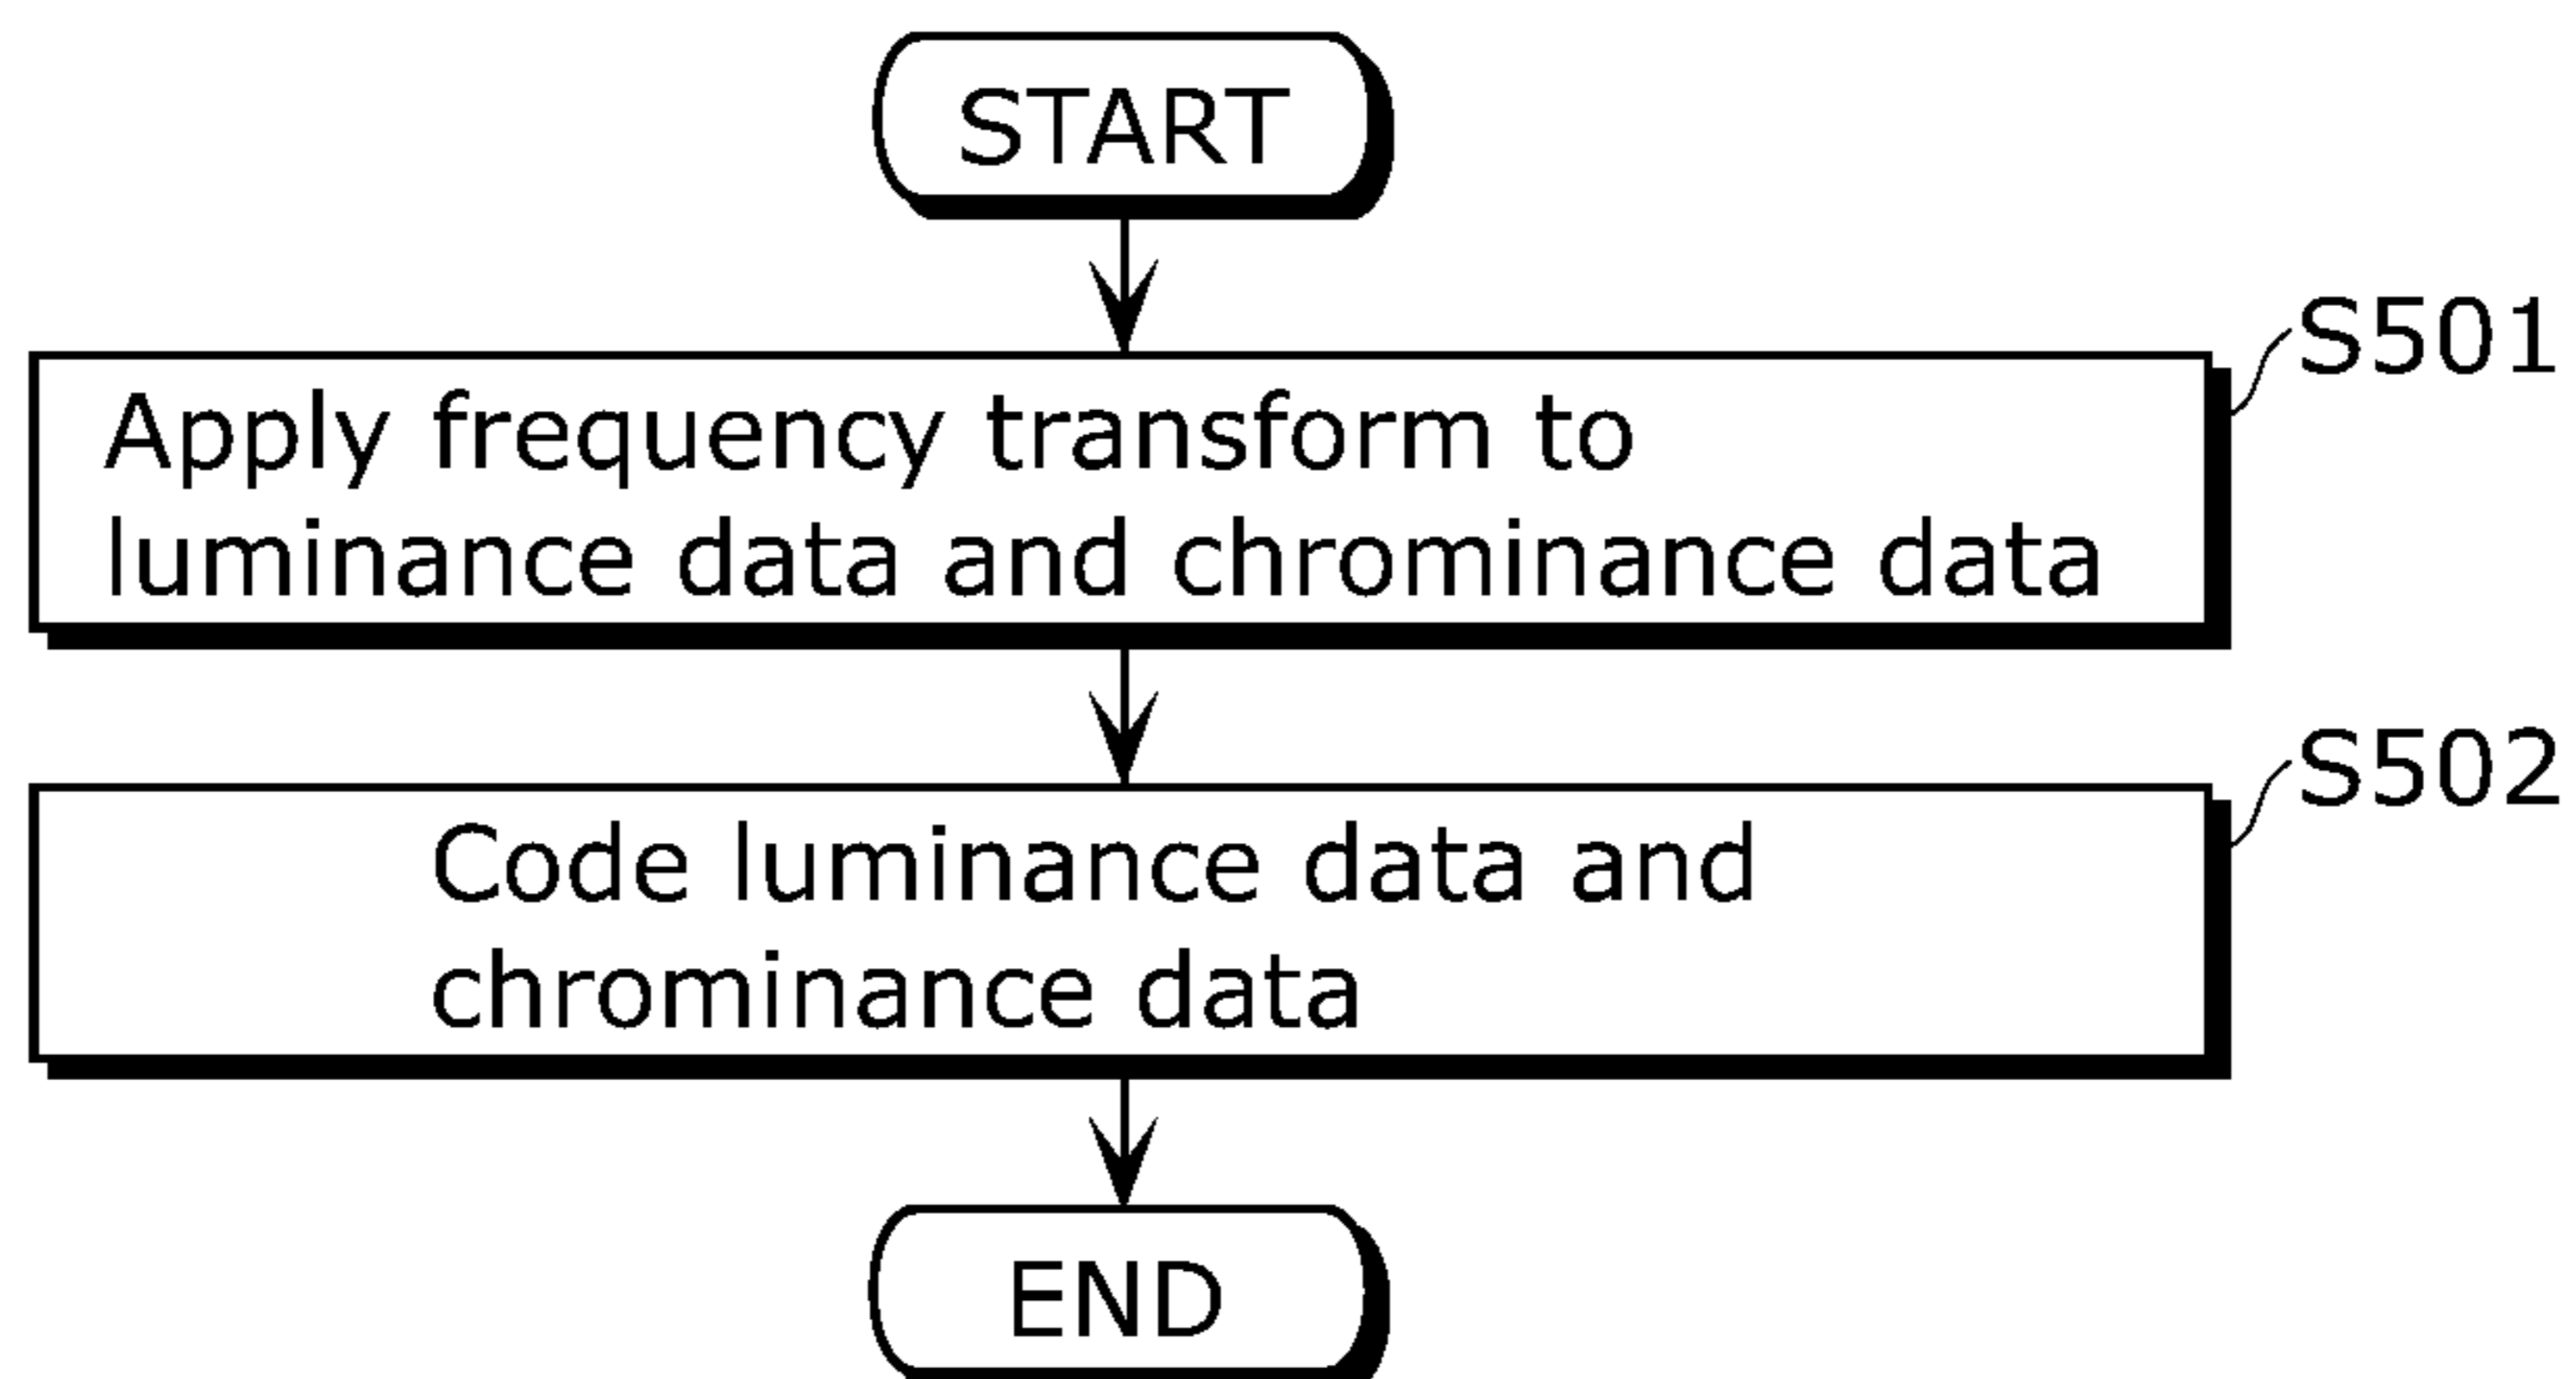 START
S501
Apply frequency transform to
luminance data and chrominance data
S502
Code luminance data and
chrominance data
END